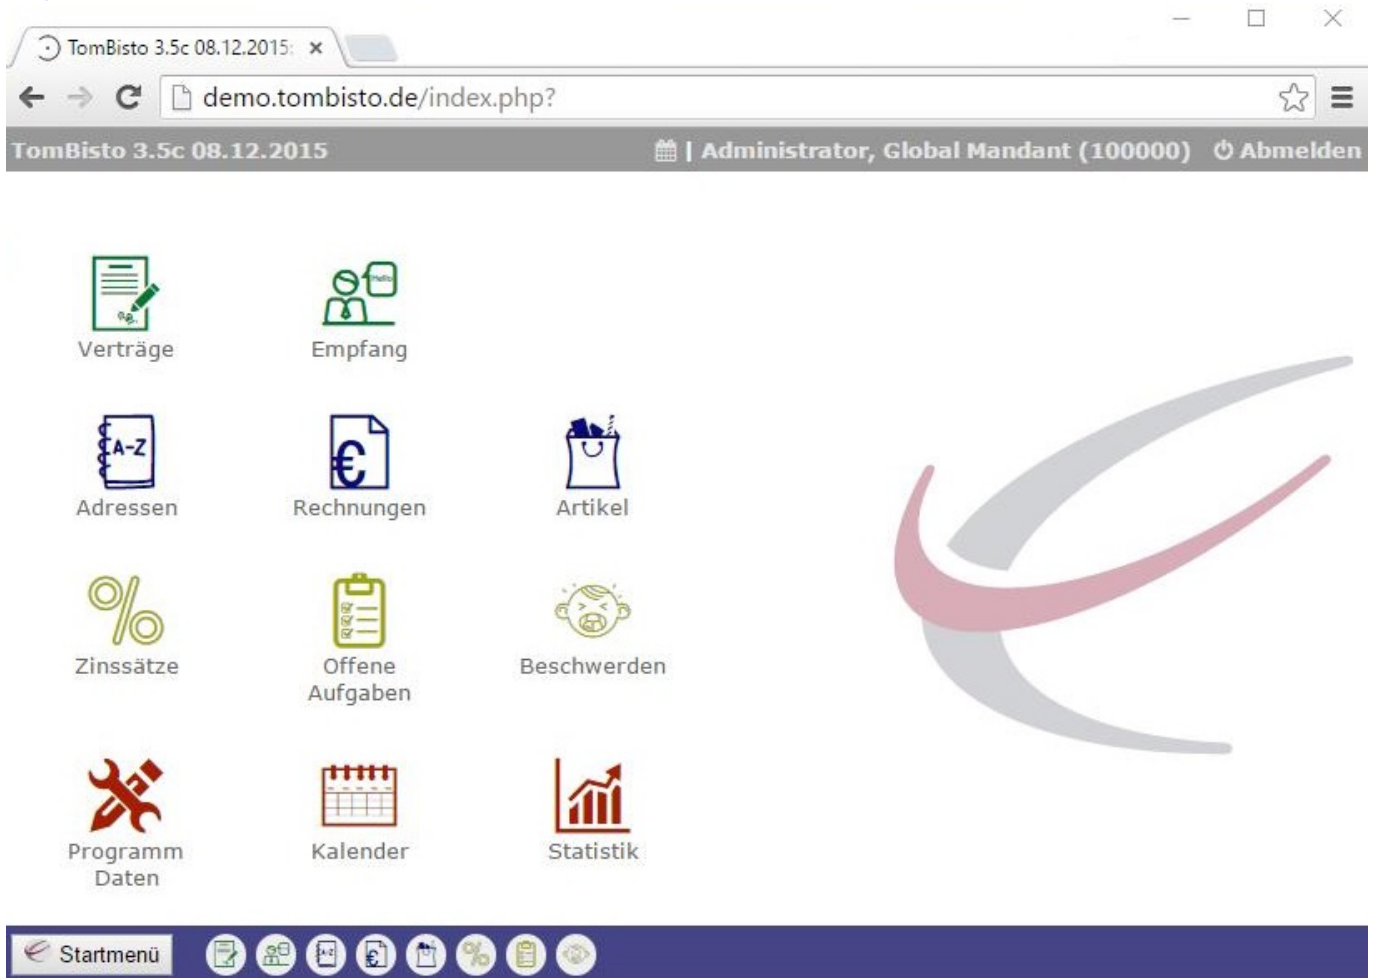 TomBisto 3.5c 08.12.2015:
demo.tombisto.de/index.php?
TomBisto 3.5c 08.12.2015 | Administrator, Global Mandant (100000) Abmelden
Hello
Verträge Empfang
A-Z
€
Adressen Rechnungen Artikel
%
Zinssätze Offene Aufgaben Beschwerden
Programm Daten Kalender Statistik
Startmenü A-Z € %